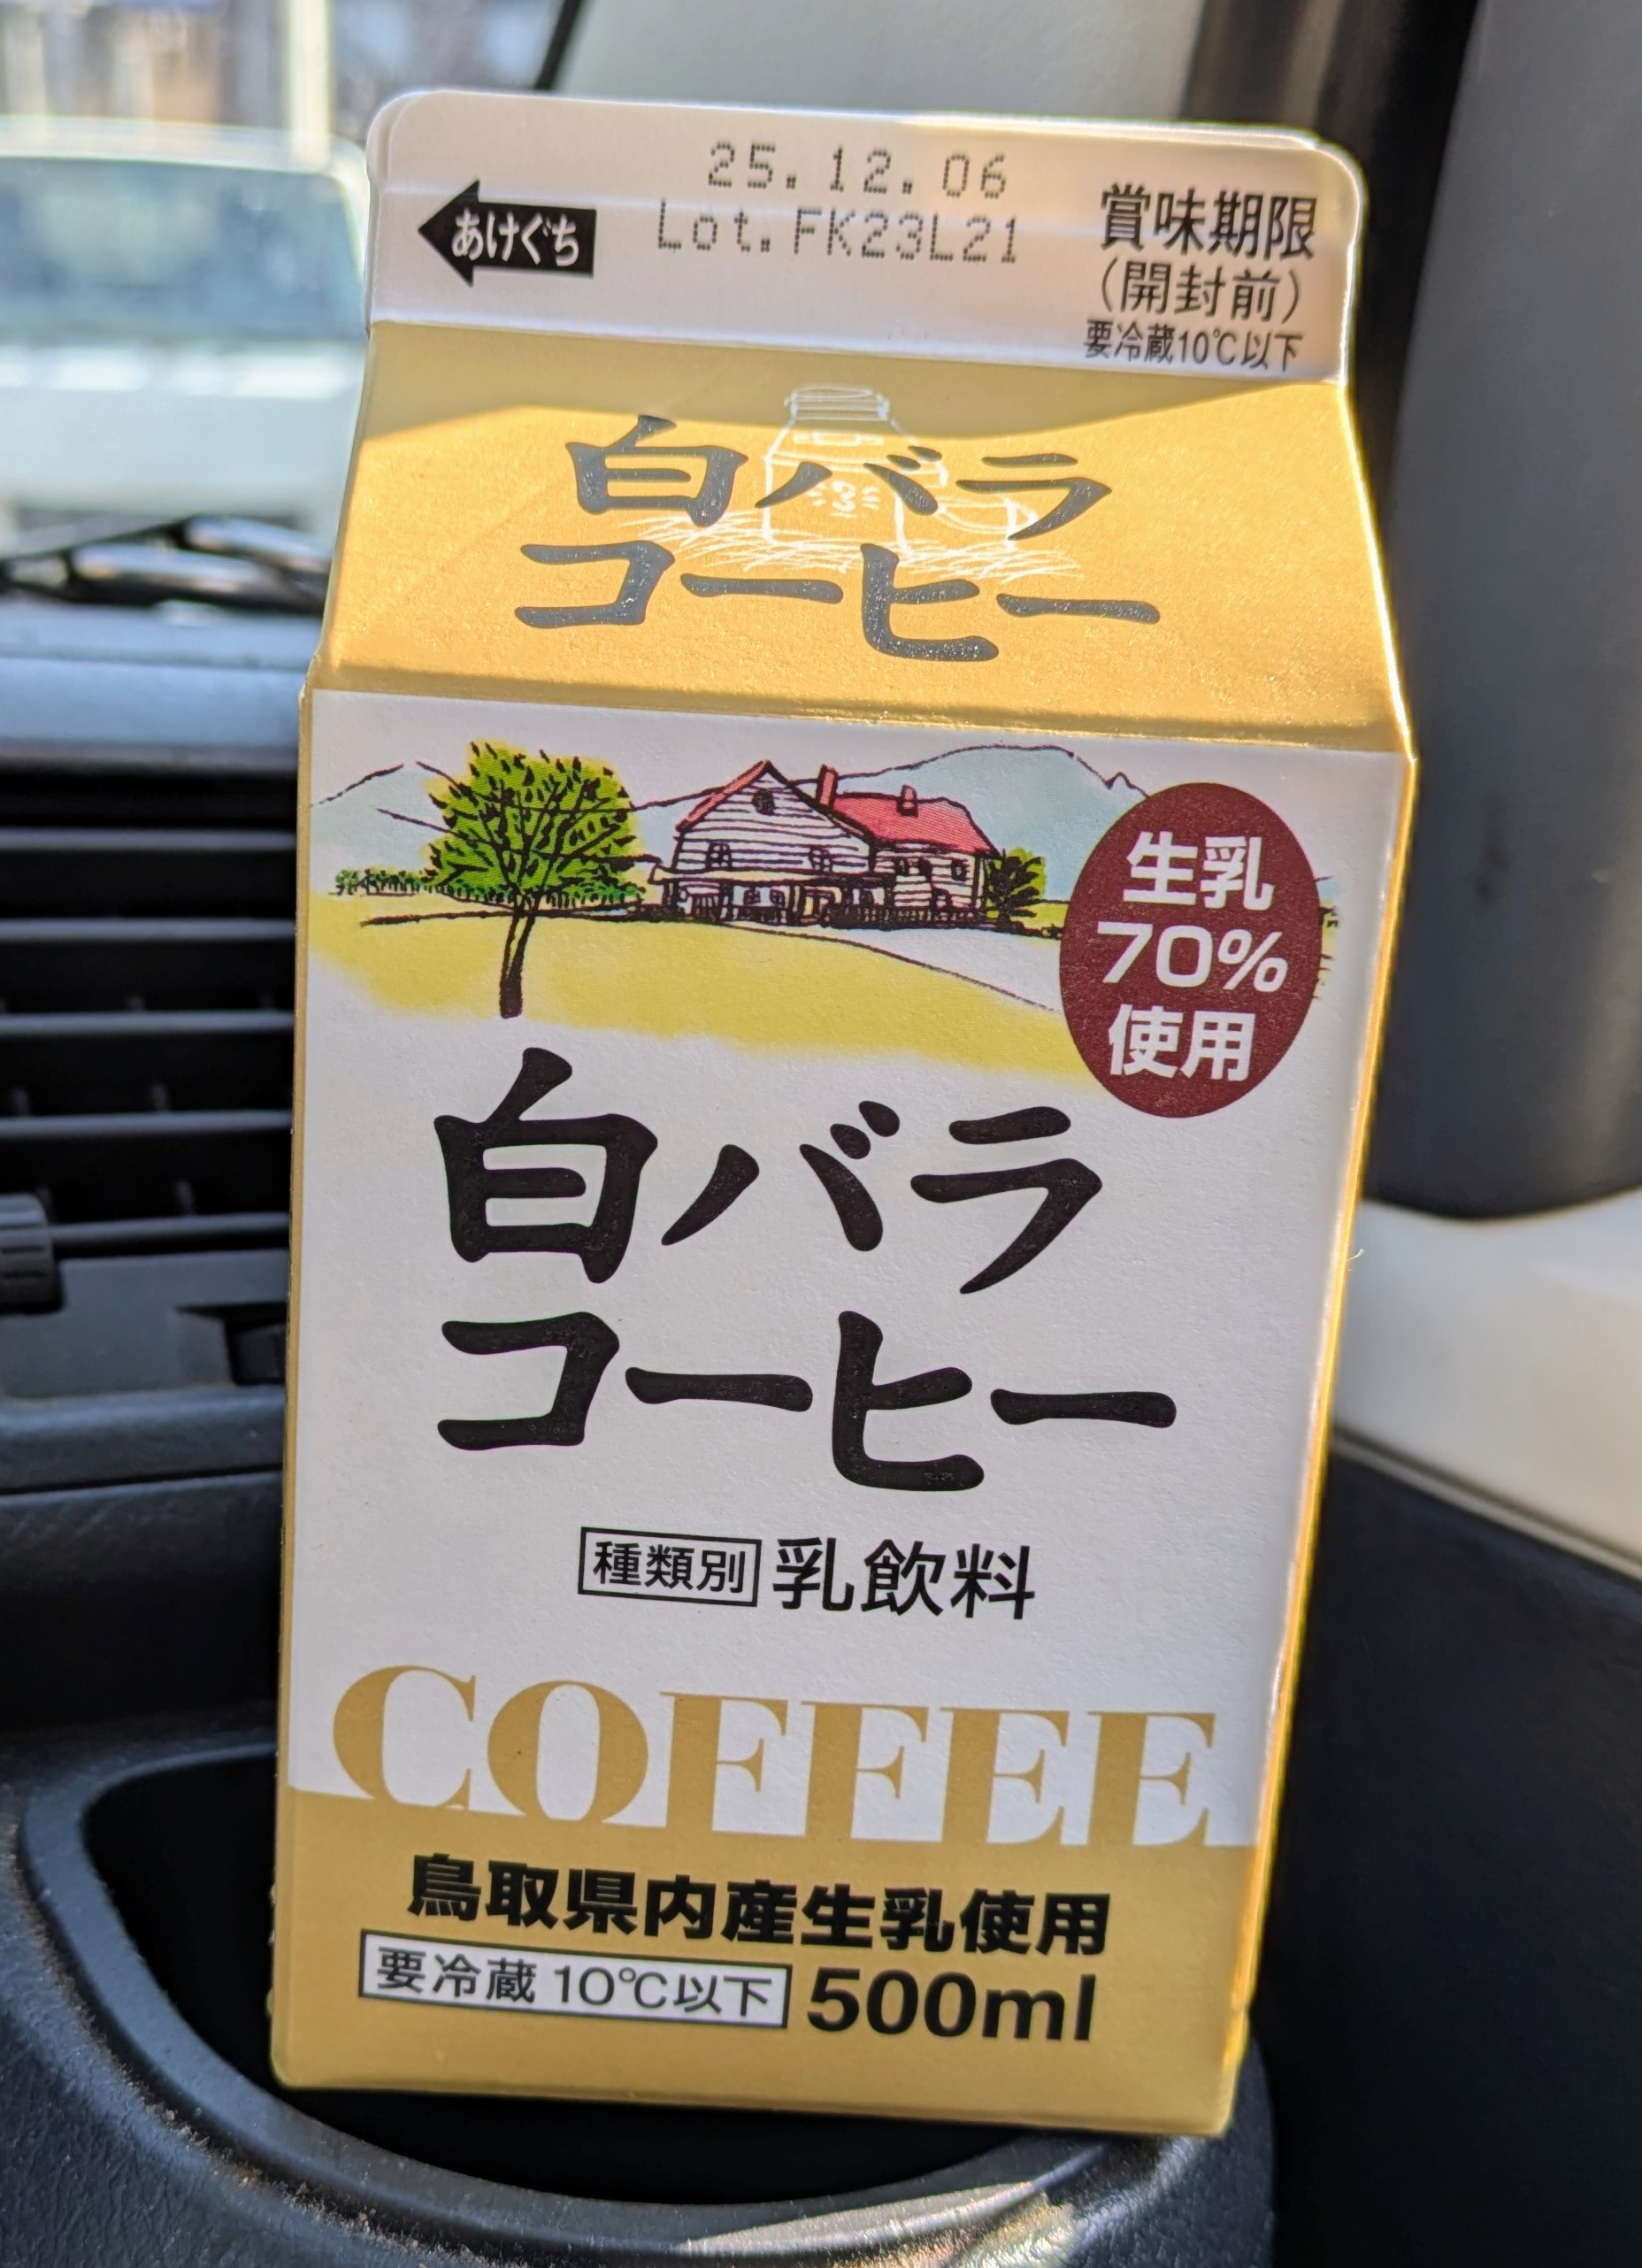 25.12.06
あけぐち
Lot.FK23L21
賞味期限
(開封前)
要冷蔵10℃以下
白バラ
コーヒー
生乳
70%
使用
白バラ
コーヒー
種類別 乳飲料
COFFEE
鳥取県内産生乳使用
要冷蔵 10℃以下 500ml